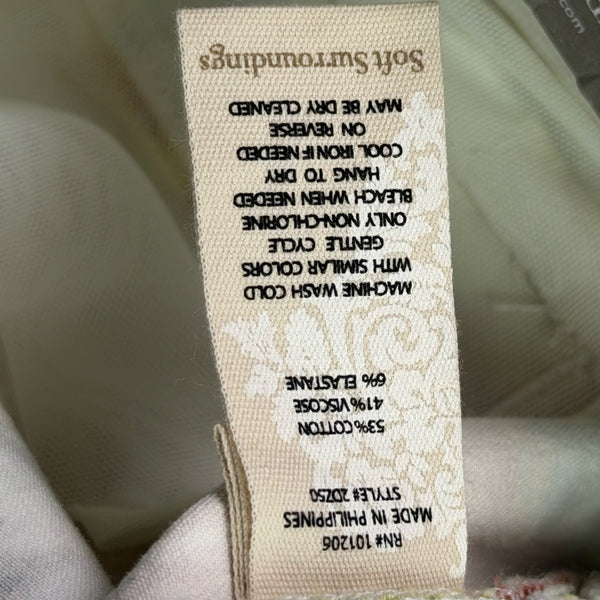 RN# 101206
MADE IN PHILIPPINES
STYLE# 2DZ50
53% COTTON
41% VISCOSE
6% ELASTANE
MACHINE WASH COLD
WITH SIMILAR COLORS
GENTLE CYCLE
ONLY NON-CHLORINE
BLEACH WHEN NEEDED
HANG TO DRY
COOL IRON IF NEEDED
ON REVERSE
MAY BE DRY CLEANED
Soft Surroundings
.com